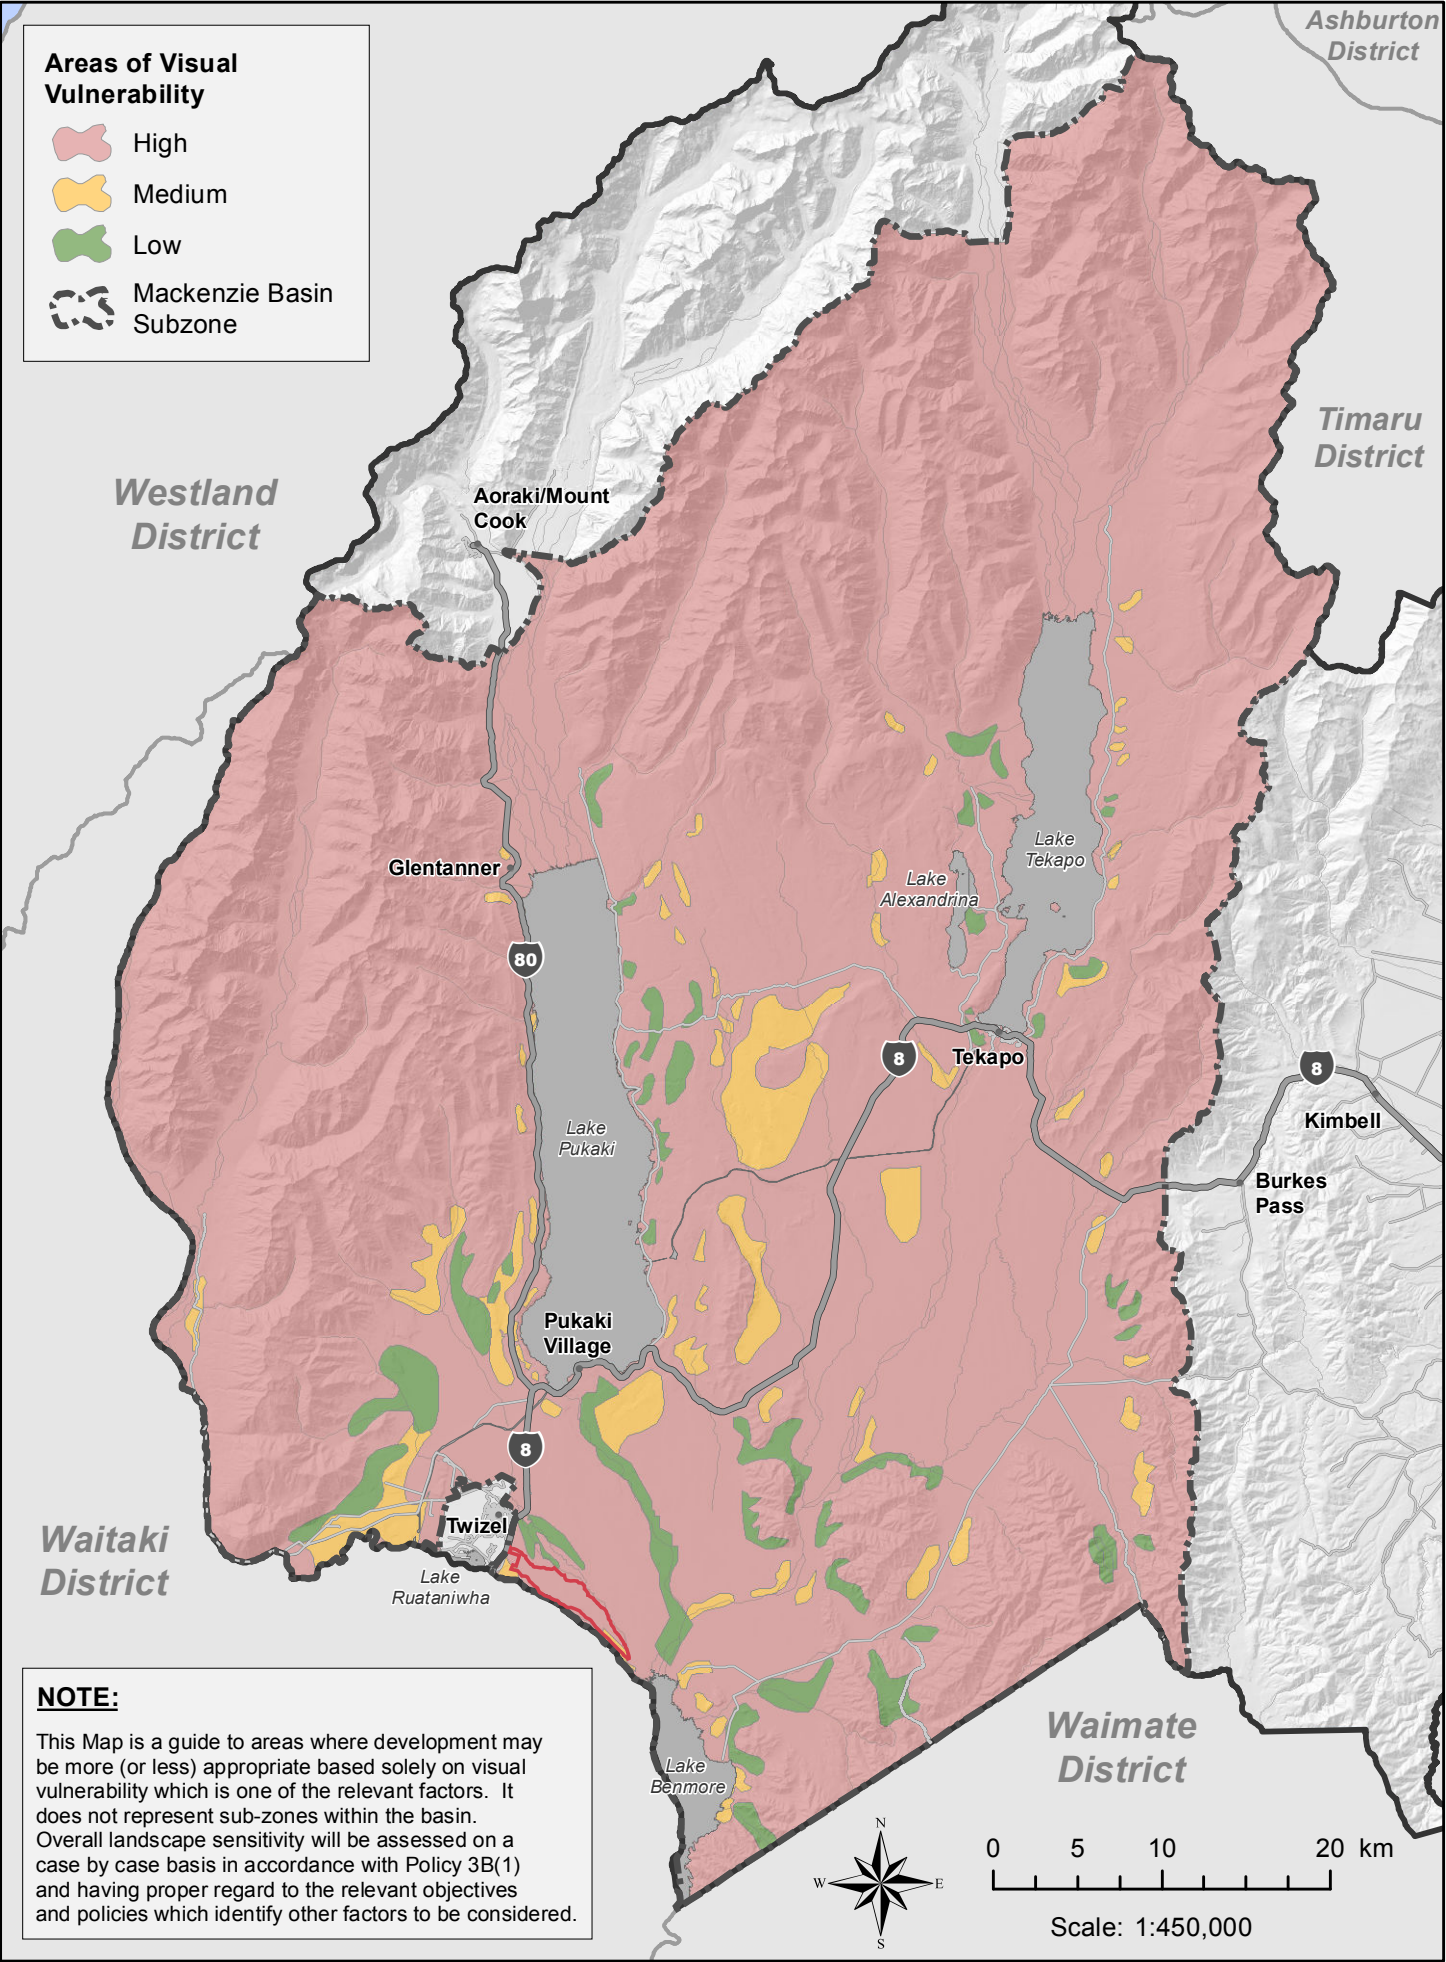 Areas of Visual
Vulnerability
High
Medium
Low
Mackenzie Basin
Subzone
Ashburton
District
Timaru
District
Westland
District
Aoraki/Mount
Cook
Glentanner
Lake
Tekapo
Lake
Alexandrina
80
8
Tekapo
8
Kimbell
Lake
Pukaki
Burkes
Pass
Pukaki
Village
8
Twizel
Waitaki
District
Lake
Ruataniwha
Lake
Benmore
Waimate
District
NOTE:
This Map is a guide to areas where development may
be more (or less) appropriate based solely on visual
vulnerability which is one of the relevant factors. It
does not represent sub-zones within the basin.
Overall landscape sensitivity will be assessed on a
case by case basis in accordance with Policy 3B(1)
and having proper regard to the relevant objectives
and policies which identify other factors to be considered.
N
W E
S
0 5 10 20 km
Scale: 1:450,000